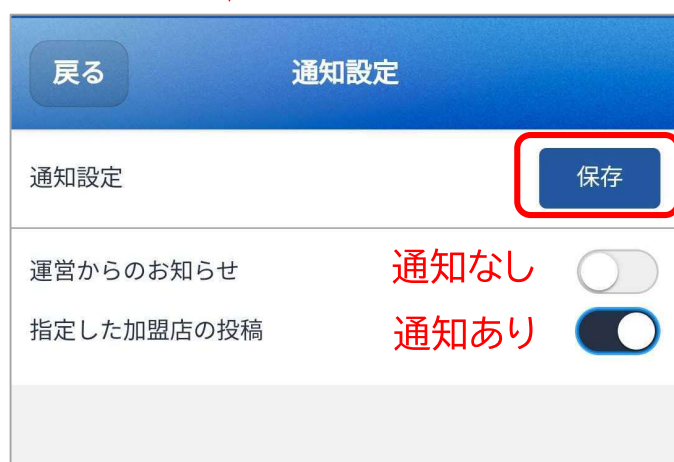 戻る 通知設定
通知設定 保存
運営からのお知らせ 通知なし
指定した加盟店の投稿 通知あり